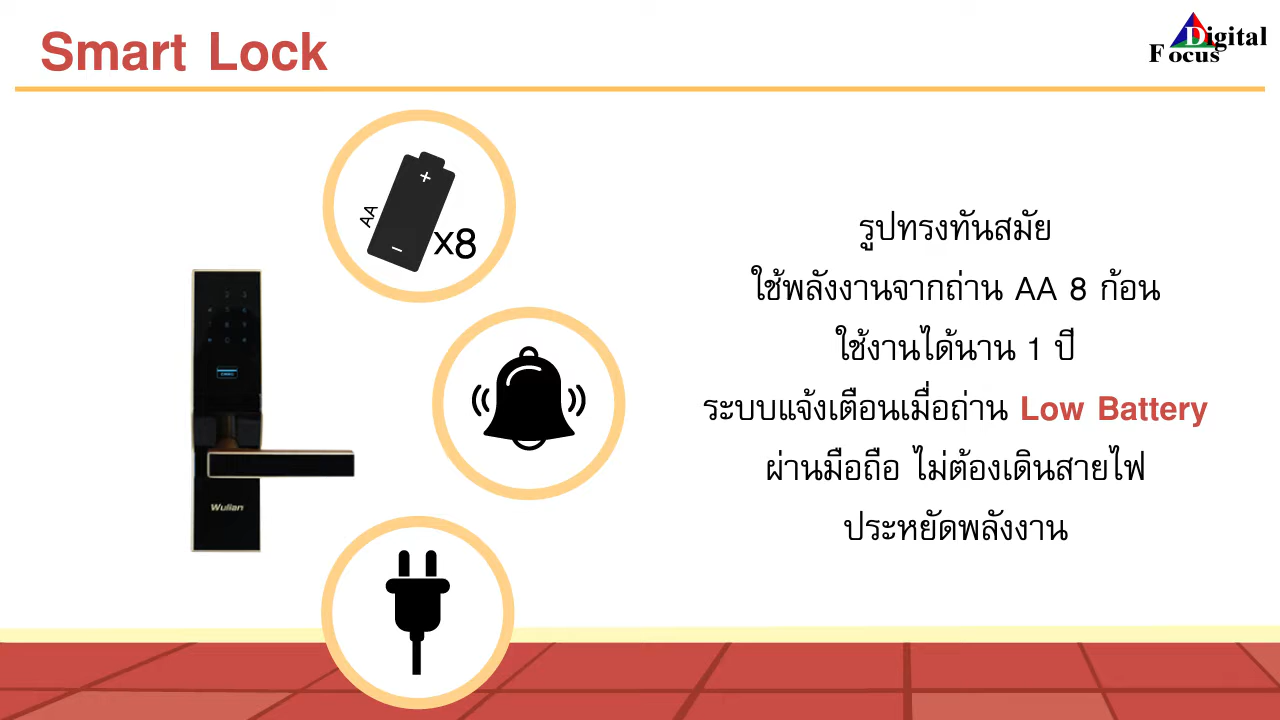 Smart Lock
Digital
Focus
AA
x8
รูปทรงทันสมัย
ใช้พลังงานจากถ่าน AA 8 ก้อน
ใช้งานได้นาน 1 ปี
ระบบแจ้งเตือนเมื่อถ่าน Low Battery
ผ่านมือถือ ไม่ต้องเดินสายไฟ
ประหยัดพลังงาน
Wulian